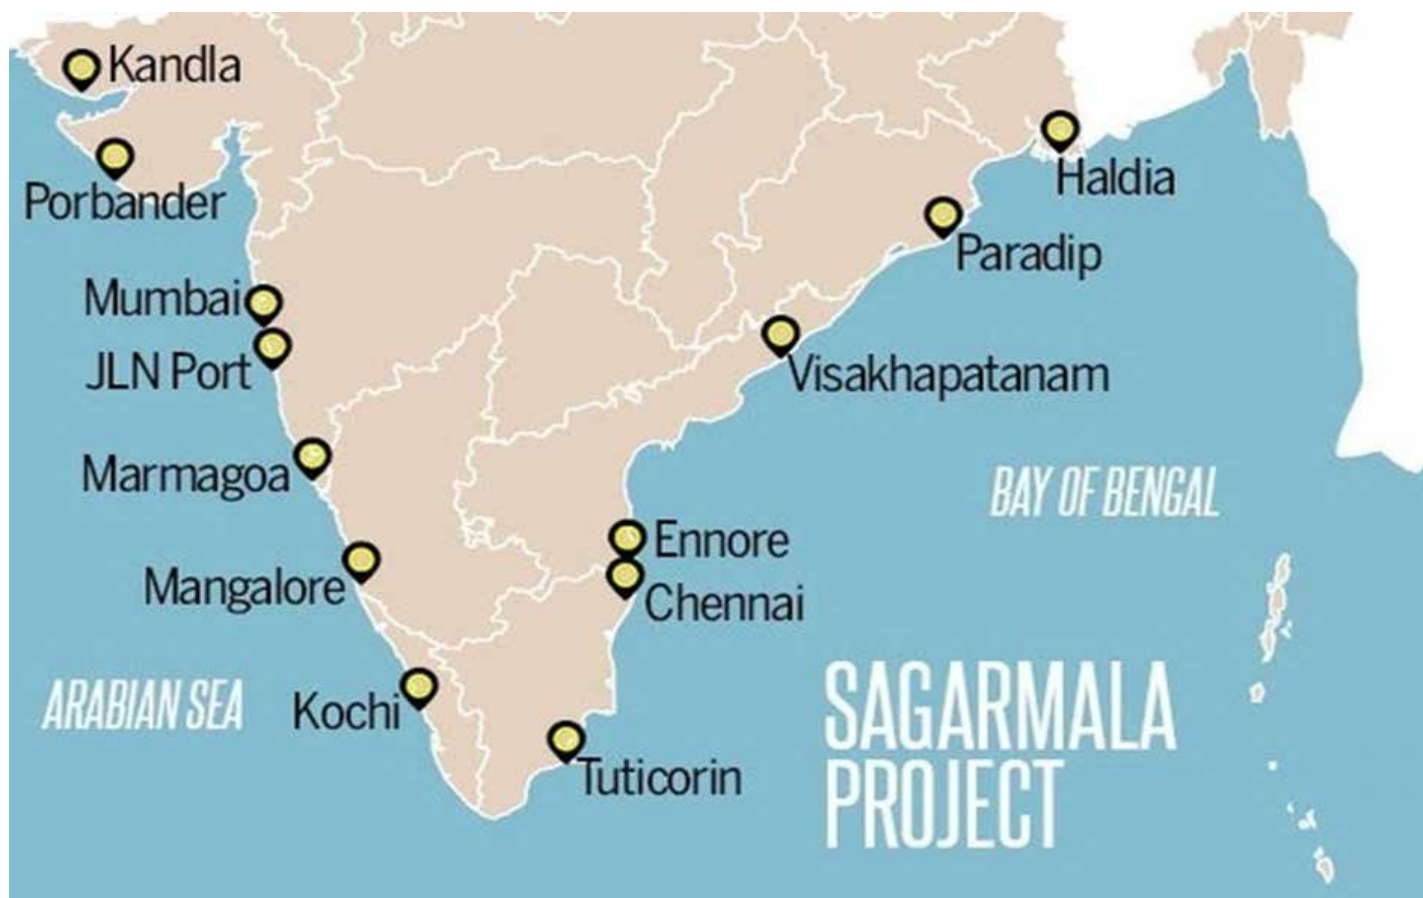 Kandla
Porbander
Haldia
Paradip
Mumbai
JLN Port
Visakhapatanam
Marmagoa
BAY OF BENGAL
Ennore
Mangalore
Chennai
ARABIAN SEA
Kochi
SAGARMALA
PROJECT
Tuticorin